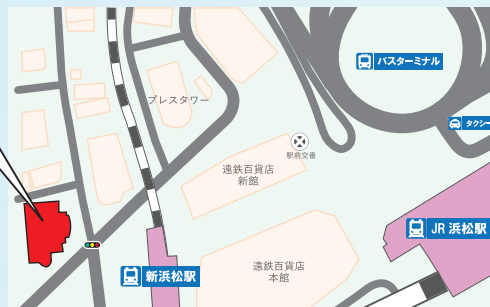 バスターミナル
プレスタワー
タクシー
駅前交番
遠鉄百貨店
新館
JR 浜松駅
遠鉄百貨店
本館
新浜松駅